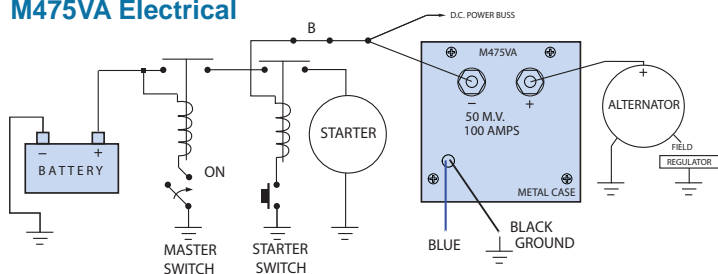 M475VA Electrical
B
D.C. POWER BUSS
M475VA
− +
50 M.V.
100 AMPS
METAL CASE
+
ALTERNATOR
FIELD
REGULATOR
STARTER
− +
BATTERY
ON
MASTER
SWITCH
STARTER
SWITCH
BLUE
BLACK
GROUND